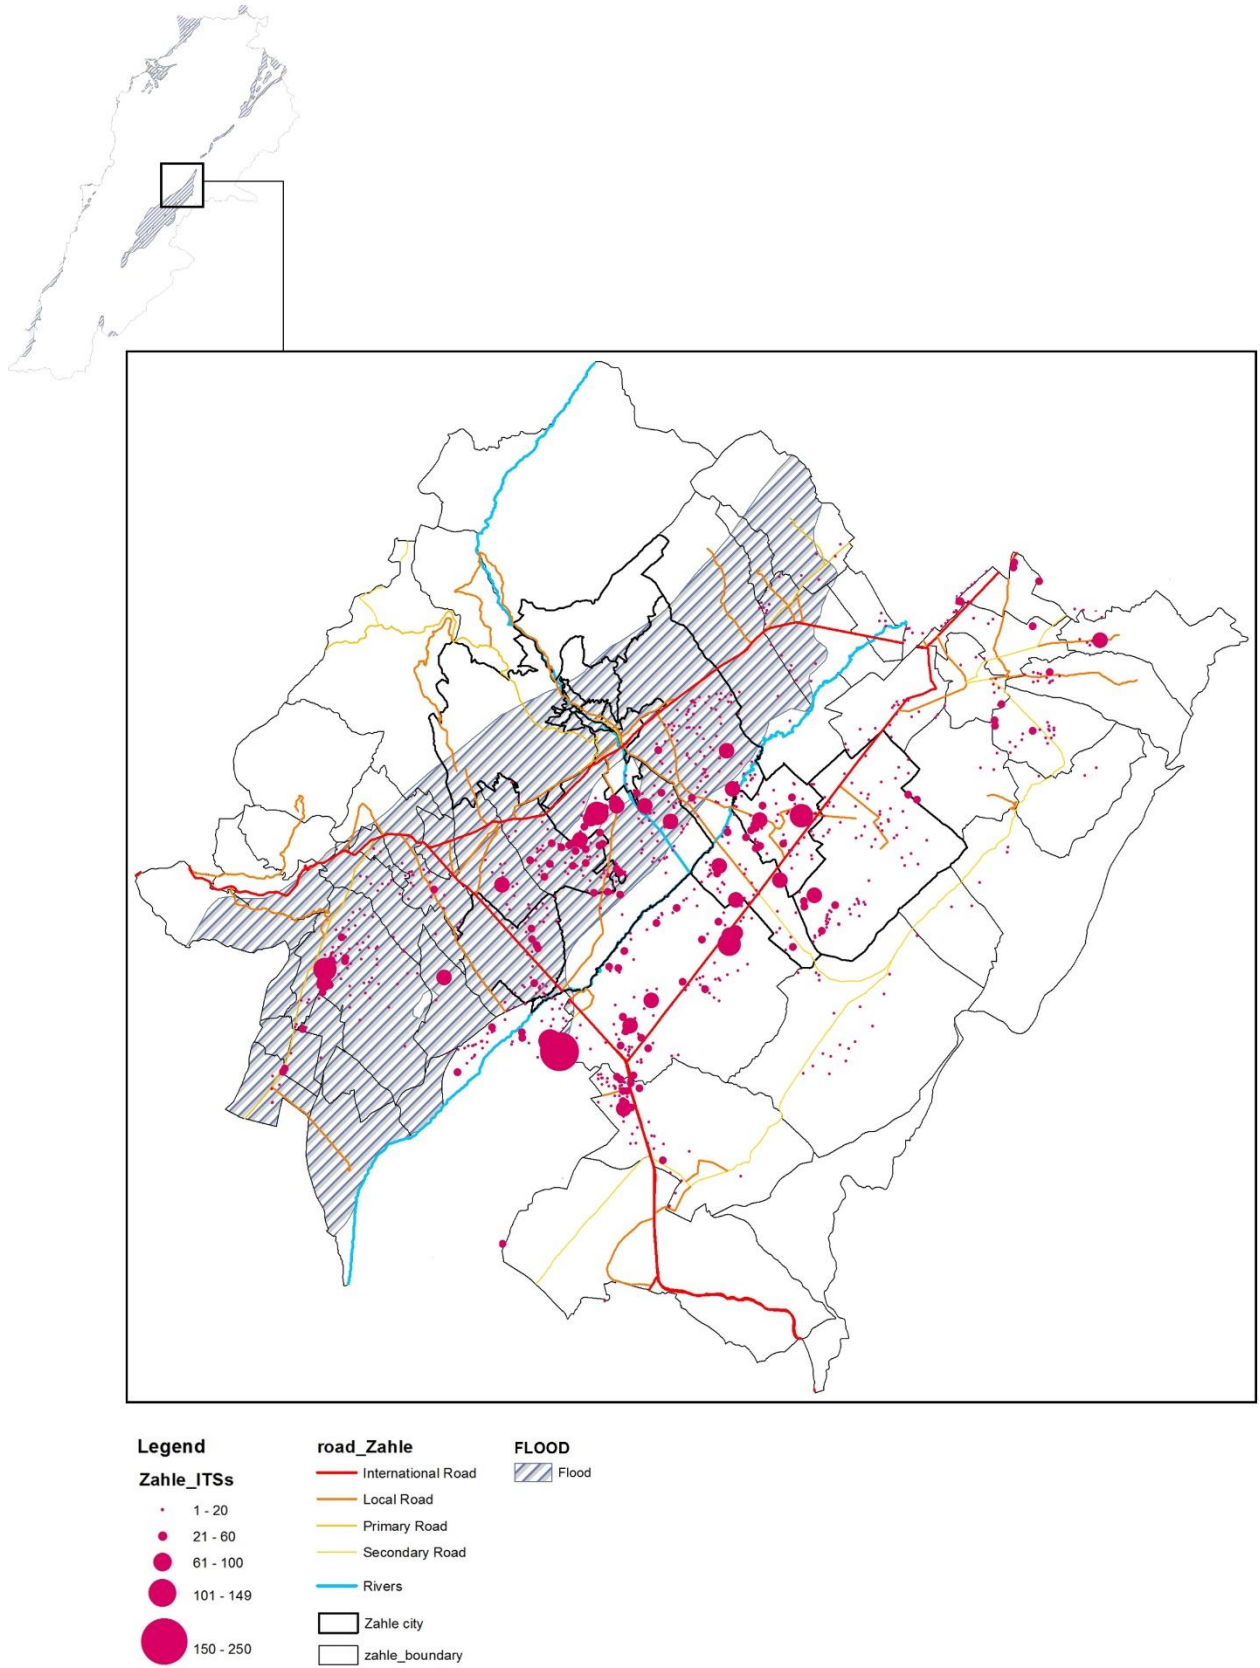 Legend
Zahle_ITSs
1 - 20
21 - 60
61 - 100
101 - 149
150 - 250
road_Zahle
International Road
Local Road
Primary Road
Secondary Road
Rivers
Zahle city
zahle_boundary
FLOOD
Flood